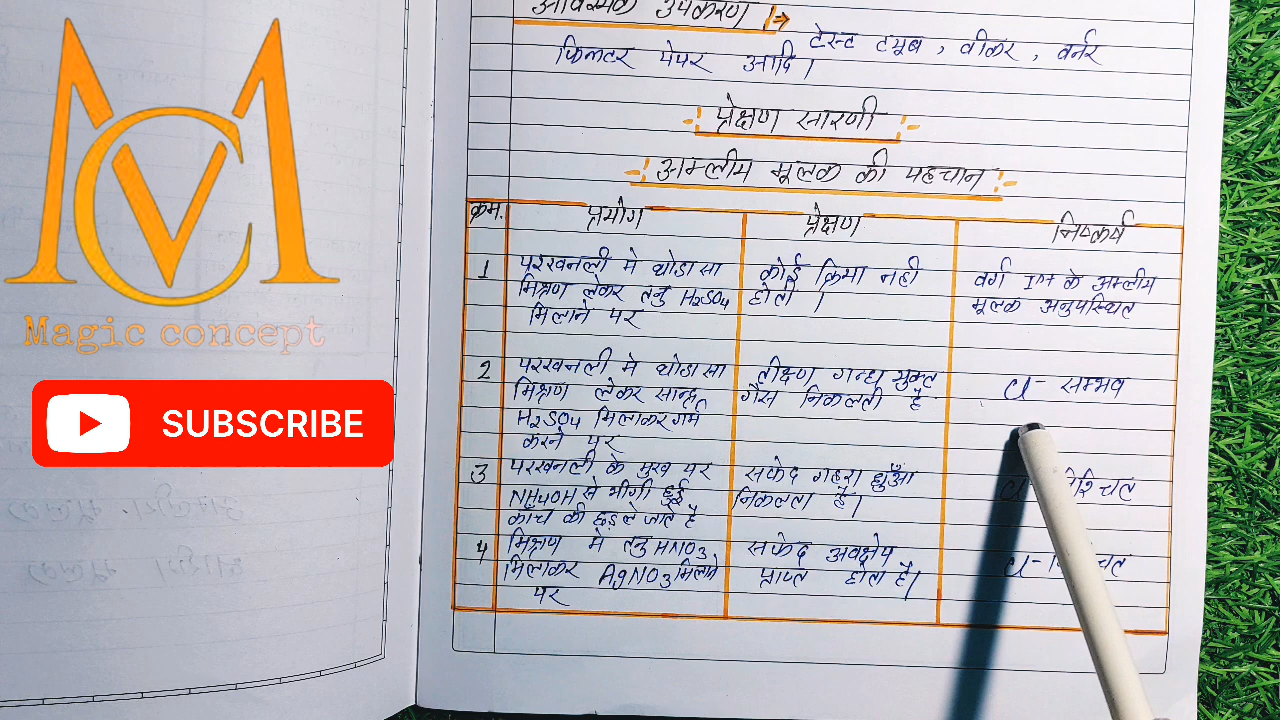 आवश्यक उपकरण
टेस्ट ट्यूब , बीकर , बर्नर
फिल्टर पेपर आदि ।
प्रेक्षण सारणी
अम्लीय मूलक की पहचान
क्रम. प्रयोग प्रेक्षण निष्कर्ष
1 परखनली मे थोडा सा कोई क्रिया नही वर्ग Ist के अम्लीय
मिश्रण लेकर तनु H₂SO₄ होती । मूलक अनुपस्थित
मिलाने पर
2 परखनली मे थोडा सा तीक्ष्ण गन्ध युक्त Cl- सम्भव
मिश्रण लेकर सान्द्र गैस निकलती है
H₂SO₄ मिलाकर गर्म
करने पर
3 परखनली के मुख पर सफेद गहरा धुँआ
NH₄OH से भीगी हुई निकलता है।
काँच की छड़ ले जाते है
4 मिश्रण मे तनु HNO₃ सफेद अवक्षेप
मिलाकर AgNO₃ मिलाने प्राप्त होता है।
पर
MC
Magic concept
SUBSCRIBE